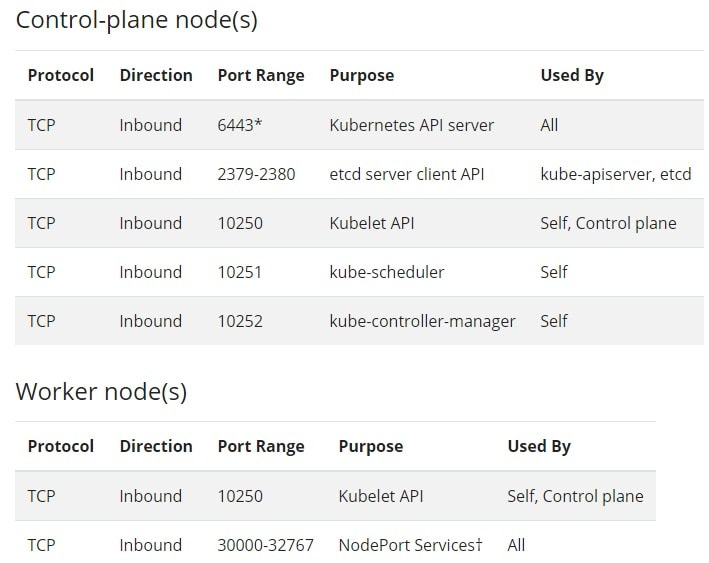 Control-plane node(s)
Protocol Direction Port Range Purpose Used By
TCP Inbound 6443* Kubernetes API server All
TCP Inbound 2379-2380 etcd server client API kube-apiserver, etcd
TCP Inbound 10250 Kubelet API Self, Control plane
TCP Inbound 10251 kube-scheduler Self
TCP Inbound 10252 kube-controller-manager Self
Worker node(s)
Protocol Direction Port Range Purpose Used By
TCP Inbound 10250 Kubelet API Self, Control plane
TCP Inbound 30000-32767 NodePort Services† All